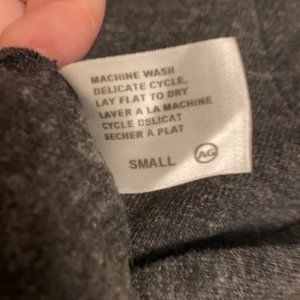 MACHINE WASH
DELICATE CYCLE,
LAY FLAT TO DRY
LAVER A LA MACHINE
CYCLE DELICAT
SECHER A PLAT
SMALL AG